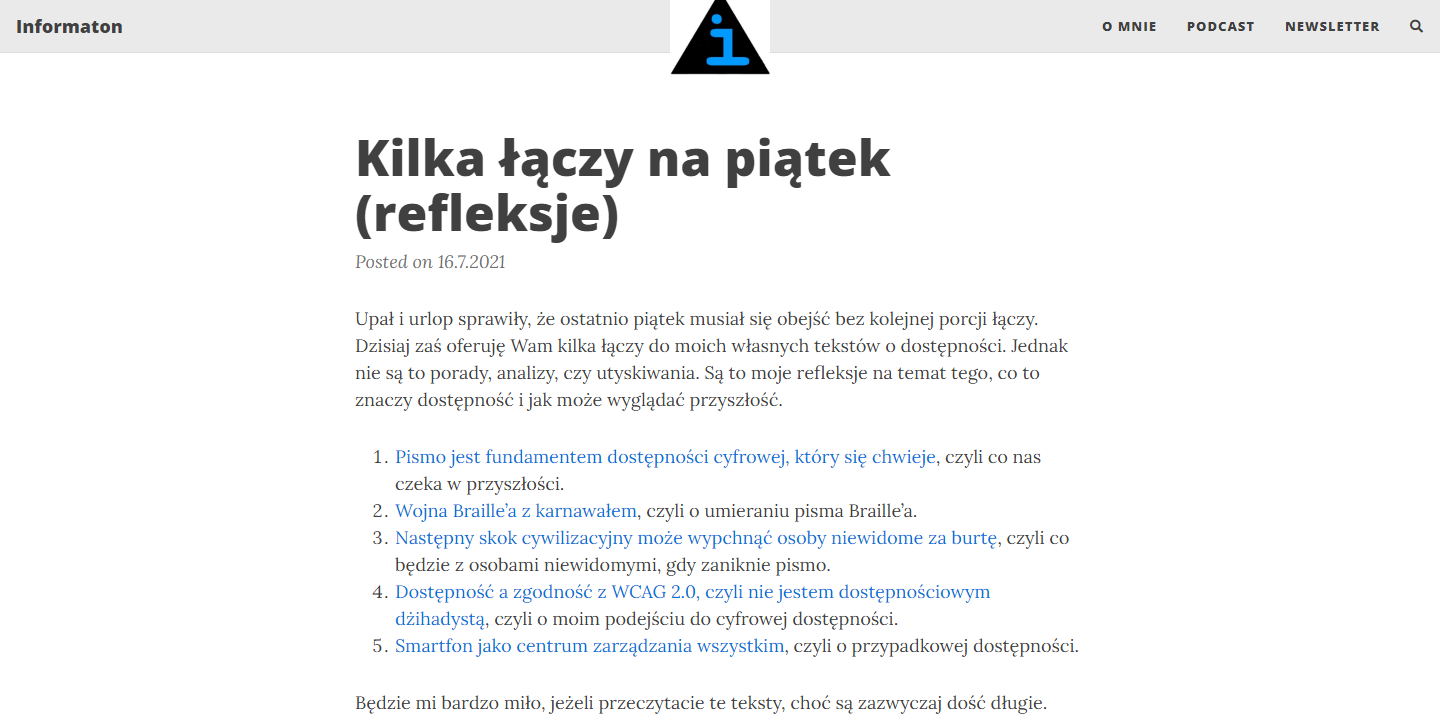 Informaton
i
O MNIE
PODCAST
NEWSLETTER
Kilka łączy na piątek
(refleksje)
Posted on 16.7.2021
Upał i urlop sprawiły, że ostatnio piątek musiał się obejść bez kolejnej porcji łączy.
Dzisiaj zaś oferuję Wam kilka łączy do moich własnych tekstów o dostępności. Jednak
nie są to porady, analizy, czy utyskiwania. Są to moje refleksje na temat tego, co to
znaczy dostępność i jak może wyglądać przyszłość.
1. Pismo jest fundamentem dostępności cyfrowej, który się chwieje, czyli co nas
czeka w przyszłości.
2. Wojna Braille’a z karnawałem, czyli o umieraniu pisma Braille’a.
3. Następny skok cywilizacyjny może wypchnąć osoby niewidome za burtę, czyli co
będzie z osobami niewidomymi, gdy zaniknie pismo.
4. Dostępność a zgodność z WCAG 2.0, czyli nie jestem dostępnościowym
dżihadystą, czyli o moim podejściu do cyfrowej dostępności.
5. Smartfon jako centrum zarządzania wszystkim, czyli o przypadkowej dostępności.
Będzie mi bardzo miło, jeżeli przeczytacie te teksty, choć są zazwyczaj dość długie.